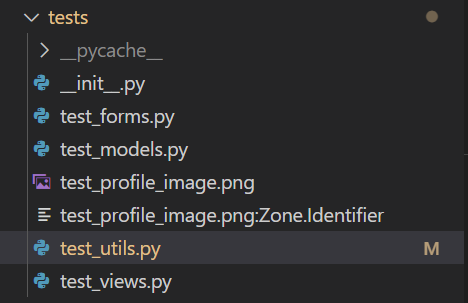 tests
__pycache__
__init__.py
test_forms.py
test_models.py
test_profile_image.png
test_profile_image.png:Zone.Identifier
test_utils.py M
test_views.py